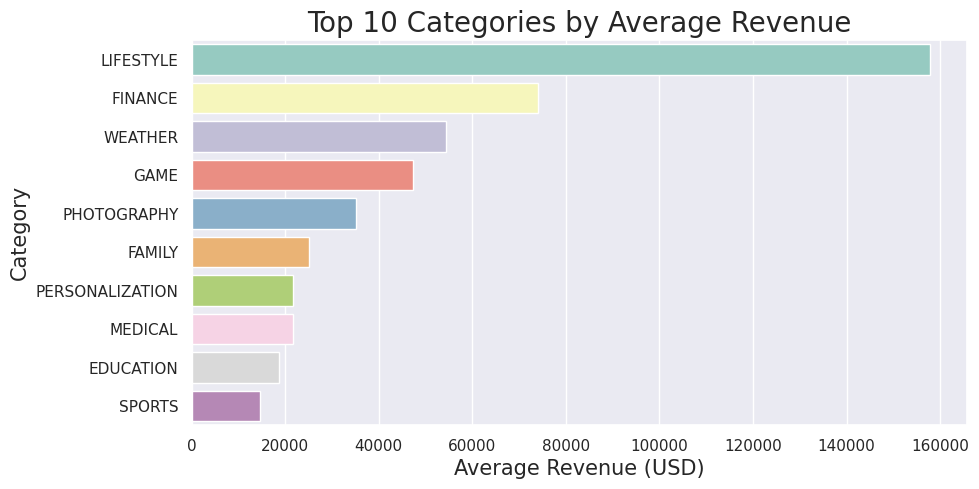 Top 10 Categories by Average Revenue
Category
LIFESTYLE
FINANCE
WEATHER
GAME
PHOTOGRAPHY
FAMILY
PERSONALIZATION
MEDICAL
EDUCATION
SPORTS
0 20000 40000 60000 80000 100000 120000 140000 160000
Average Revenue (USD)